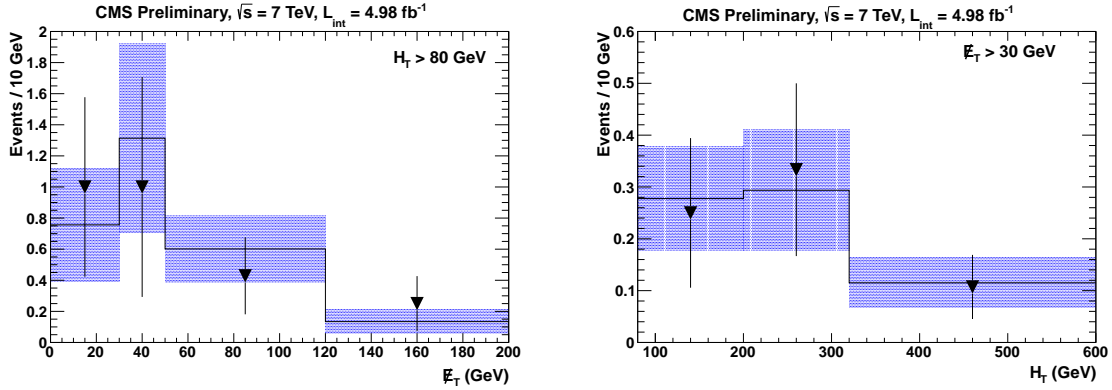 CMS Preliminary, √s = 7 TeV, L_int = 4.98 fb⁻¹
Events / 10 GeV
H_T > 80 GeV
2
1.8
1.6
1.4
1.2
1
0.8
0.6
0.4
0.2
0
0 20 40 60 80 100 120 140 160 180 200
E̸_T (GeV)
CMS Preliminary, √s = 7 TeV, L_int = 4.98 fb⁻¹
Events / 10 GeV
E̸_T > 30 GeV
0.6
0.5
0.4
0.3
0.2
0.1
0
100 200 300 400 500 600
H_T (GeV)